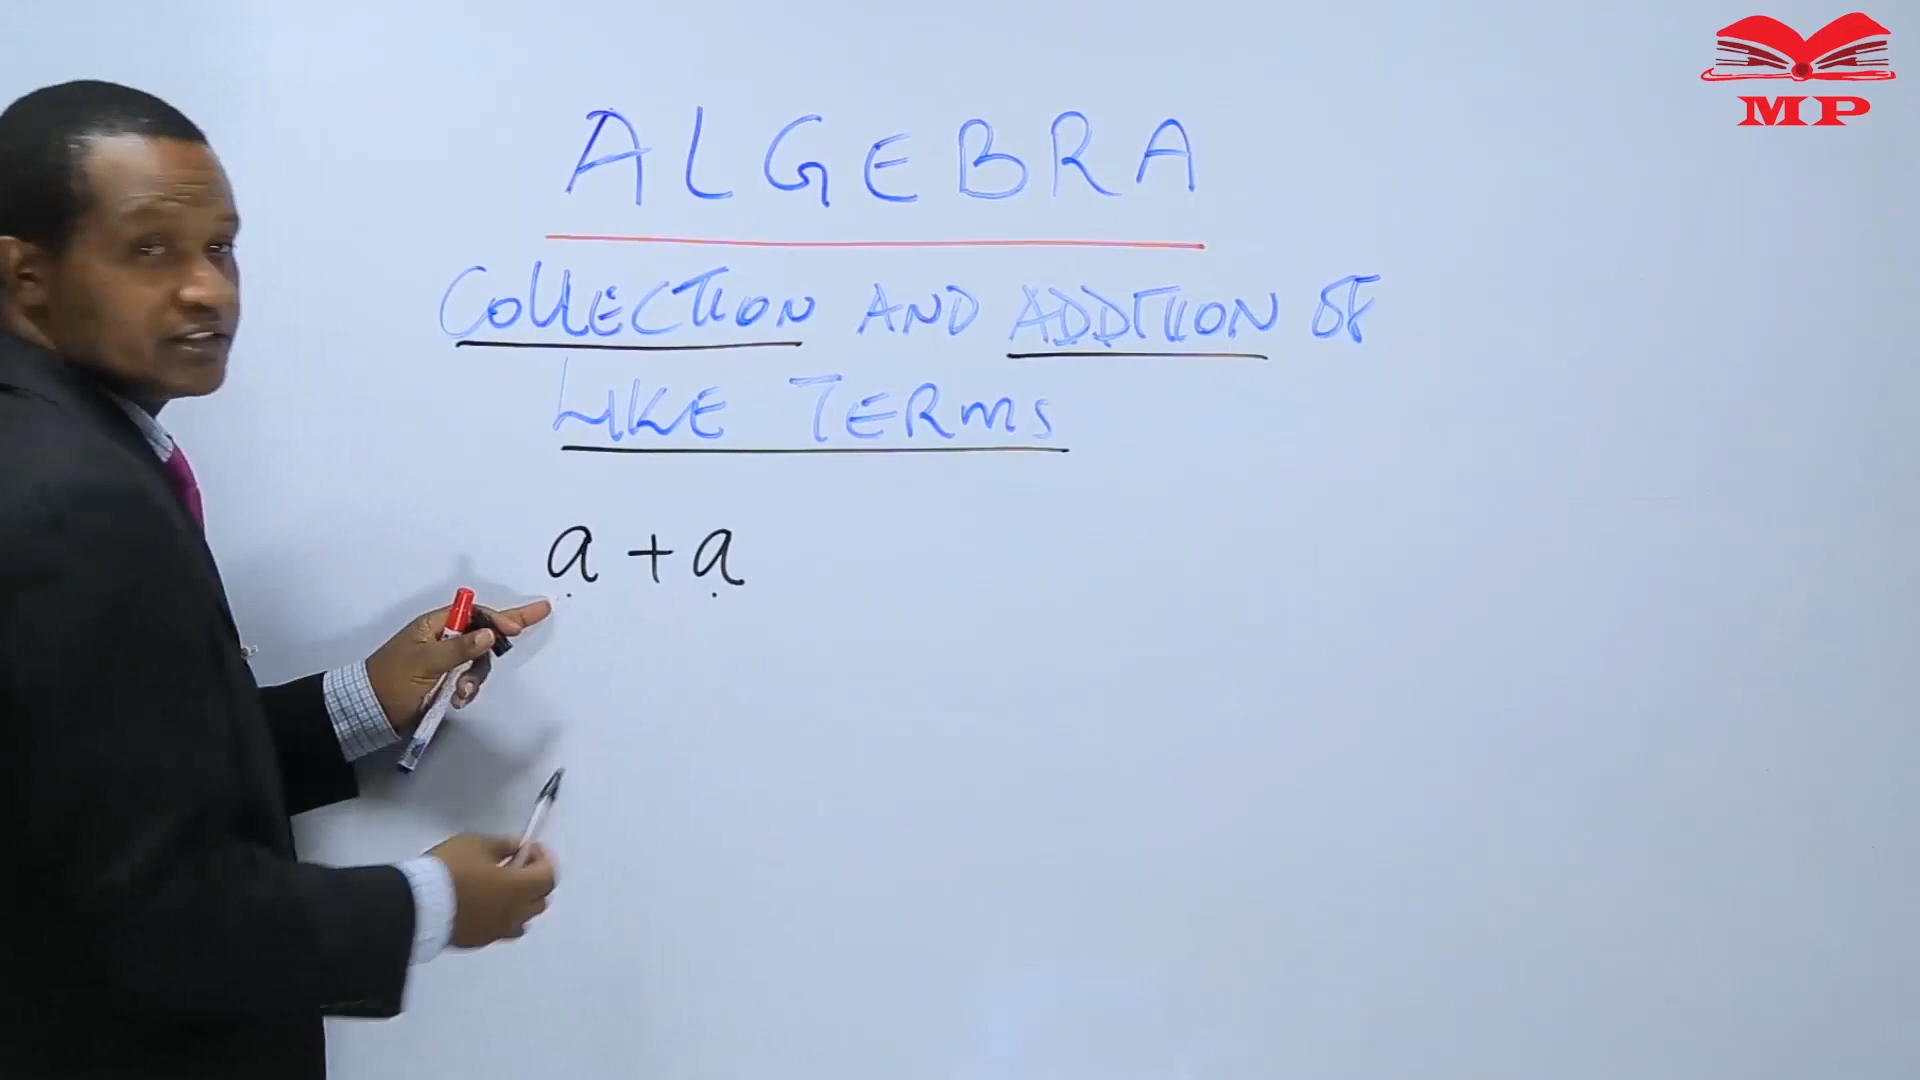 MP
ALGEBRA
COLLECTION AND ADDITION OF
LIKE TERMS
a + a